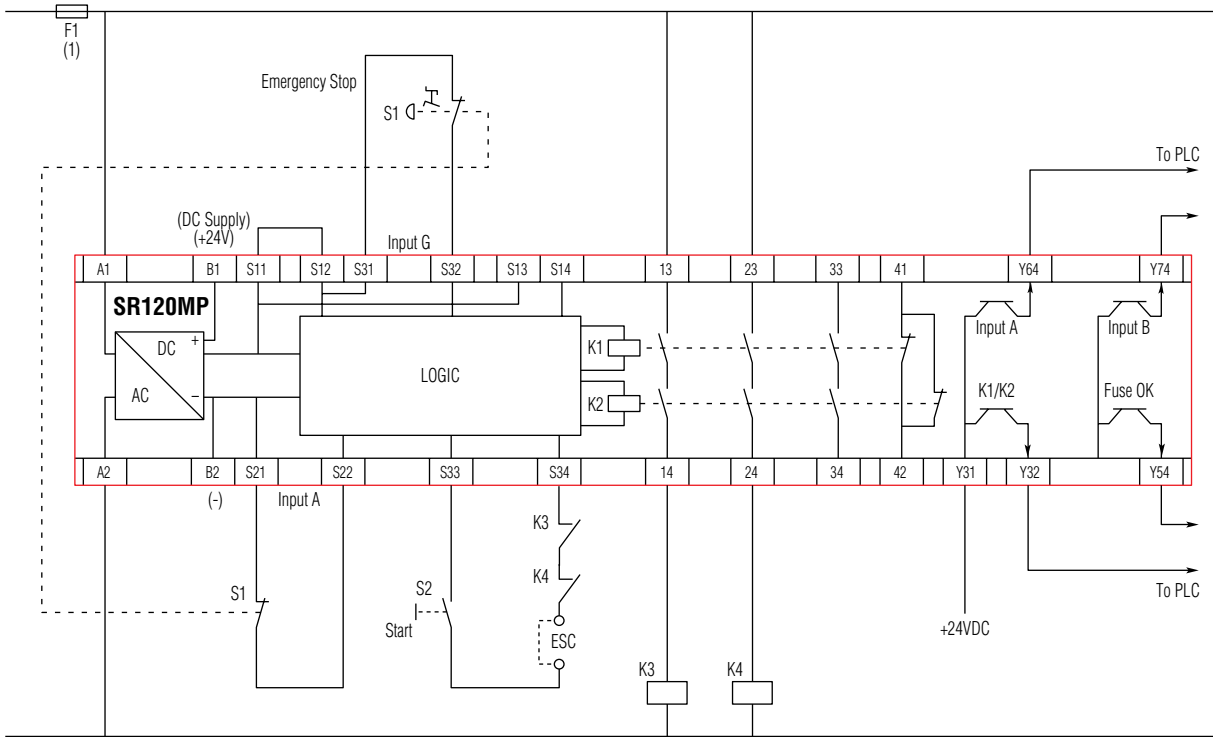 F1
(1)
Emergency Stop
S1
To PLC
(DC Supply)
(+24V)
Input G
A1
B1
S11
S12
S31
S32
S13
S14
13
23
33
41
Y64
Y74
SR120MP
Input A
Input B
DC
+
K1
LOGIC
AC
−
K2
K1/K2
Fuse OK
A2
B2
S21
S22
S33
S34
14
24
34
42
Y31
Y32
Y54
(-)
Input A
K3
K4
S1
S2
Start
ESC
To PLC
+24VDC
K3
K4